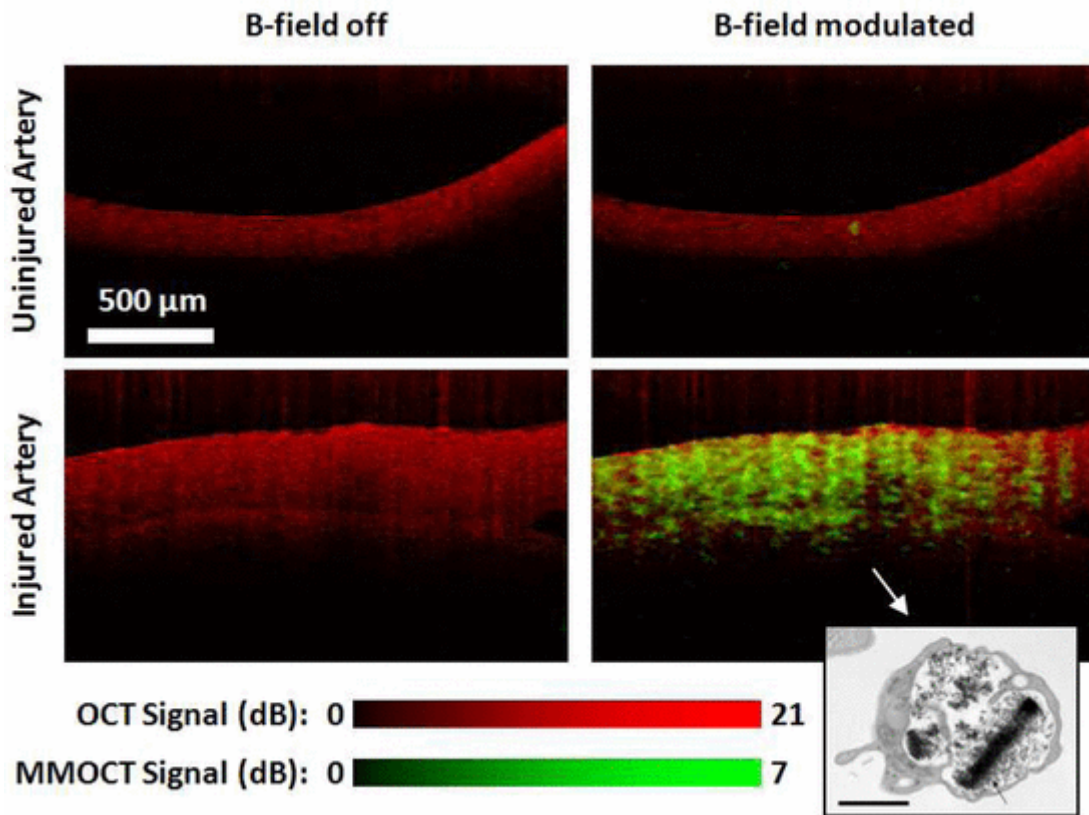 B-field off
B-field modulated
Uninjured Artery
500 µm
Injured Artery
OCT Signal (dB): 0 21
MMOCT Signal (dB): 0 7